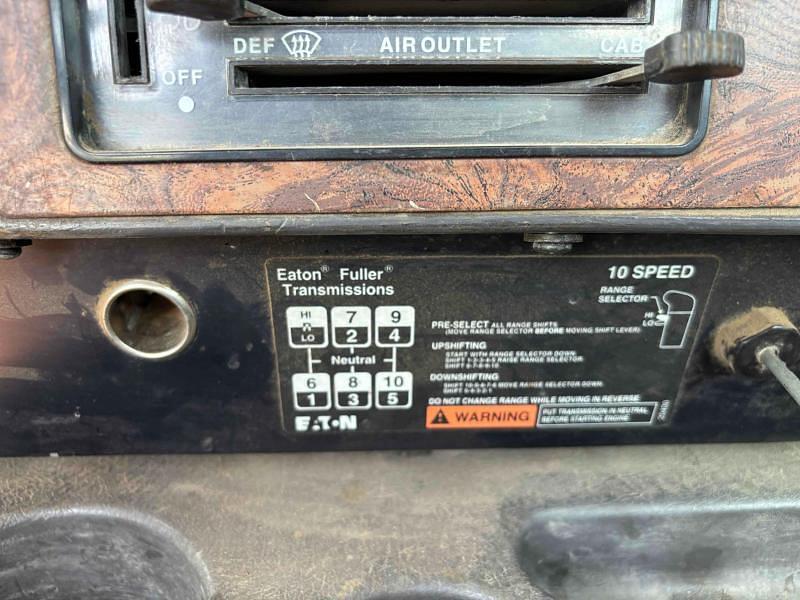 DEF AIR OUTLET CAB
OFF
Eaton® Fuller®
Transmissions
10 SPEED
RANGE
SELECTOR
HI
LO
HI 7 9
R
LO 2 4
Neutral
6 8 10
1 3 5
EATON
PRE-SELECT ALL RANGE SHIFTS
(MOVE RANGE SELECTOR BEFORE MOVING SHIFT LEVER)
UPSHIFTING
START WITH RANGE SELECTOR DOWN.
SHIFT 1-2-3-4-5 RAISE RANGE SELECTOR
SHIFT 6-7-8-9-10
DOWNSHIFTING
SHIFT 10-9-8-7-6 MOVE RANGE SELECTOR DOWN,
SHIFT 5-4-3-2-1
DO NOT CHANGE RANGE WHILE MOVING IN REVERSE
WARNING
PUT TRANSMISSION IN NEUTRAL
BEFORE STARTING ENGINE